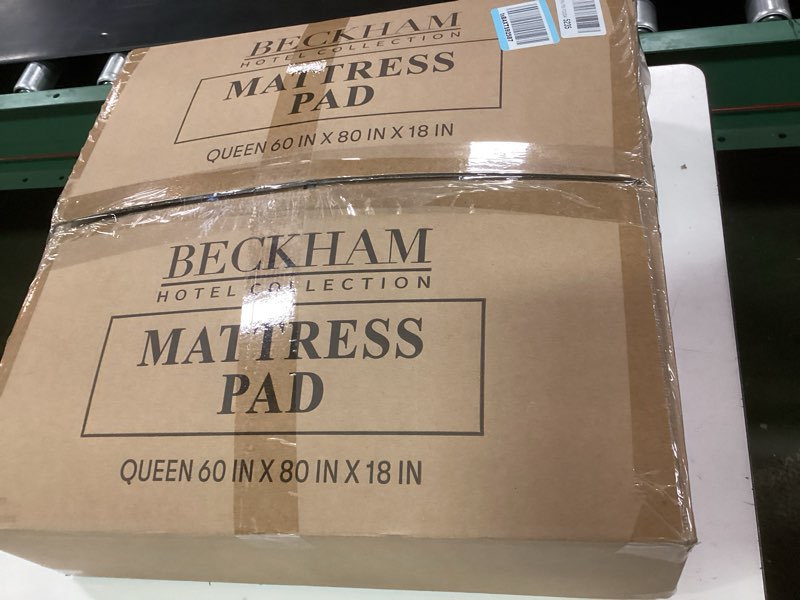 BECKHAM
HOTEL COLLECTION
MATTRESS
PAD
QUEEN 60 IN X 80 IN X 18 IN
BECKHAM
HOTEL COLLECTION
MATTRESS
PAD
QUEEN 60 IN X 80 IN X 18 IN